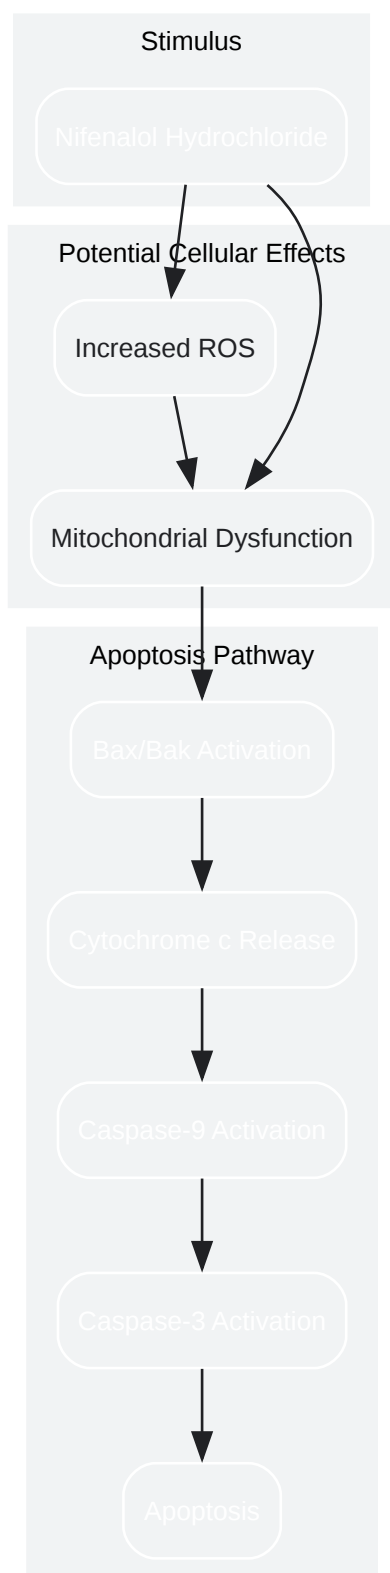 Stimulus
Nifenalol Hydrochloride
Potential Cellular Effects
Increased ROS
Mitochondrial Dysfunction
Apoptosis Pathway
Bax/Bak Activation
Cytochrome c Release
Caspase-9 Activation
Caspase-3 Activation
Apoptosis